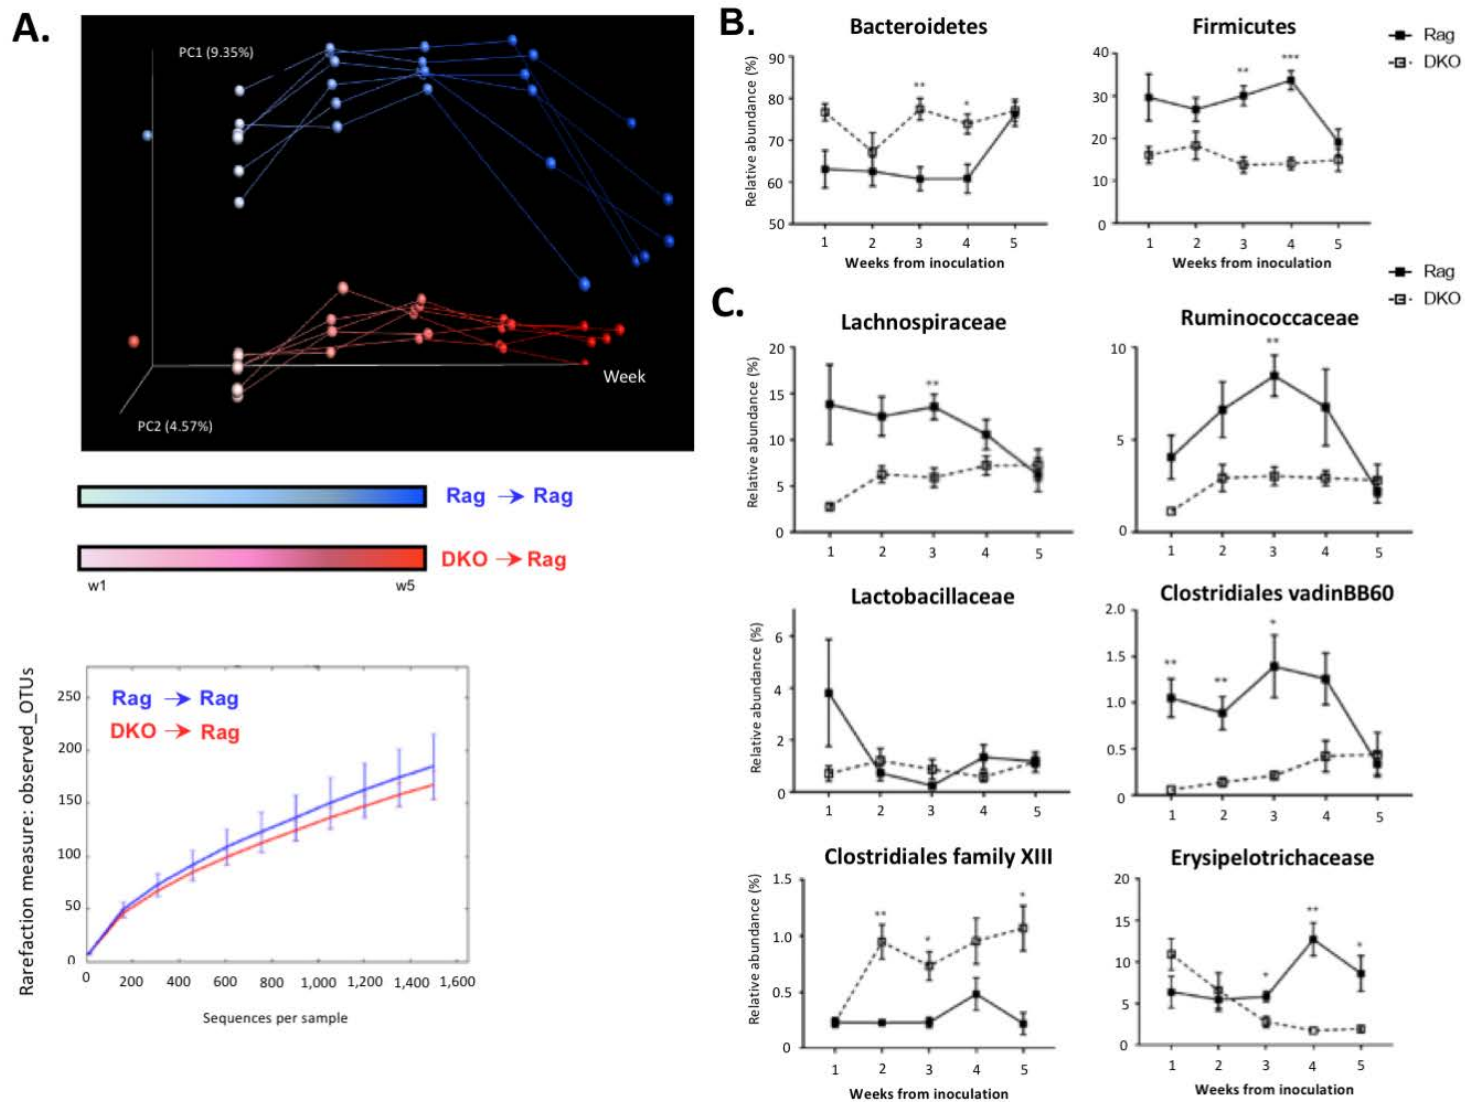 A.
PC1 (9.35%)
Week
PC2 (4.57%)
Rag → Rag
DKO → Rag
w1 w5
Rarefaction measure: observed_OTUs
250
200
150
100
50
0
Rag → Rag
DKO → Rag
0 200 400 600 800 1,000 1,200 1,400 1,600
Sequences per sample
B.
Bacteroidetes
Relative abundance (%)
90
80
70
60
50
** *
1 2 3 4 5
Weeks from inoculation
Firmicutes
40
30
20
10
0
** ***
1 2 3 4 5
Weeks from inoculation
Rag
DKO
C.
Rag
DKO
Lachnospiraceae
Relative abundance (%)
20
15
10
5
0
**
1 2 3 4 5
Ruminococcaceae
10
5
0
**
1 2 3 4 5
Lactobacillaceae
Relative abundance (%)
6
4
2
0
1 2 3 4 5
Clostridiales vadinBB60
2.0
1.5
1.0
0.5
0
** ** *
1 2 3 4 5
Clostridiales family XIII
Relative abundance (%)
1.5
1.0
0.5
0
** * *
1 2 3 4 5
Weeks from inoculation
Erysipelotrichacease
20
15
10
5
0
* ** *
1 2 3 4 5
Weeks from inoculation